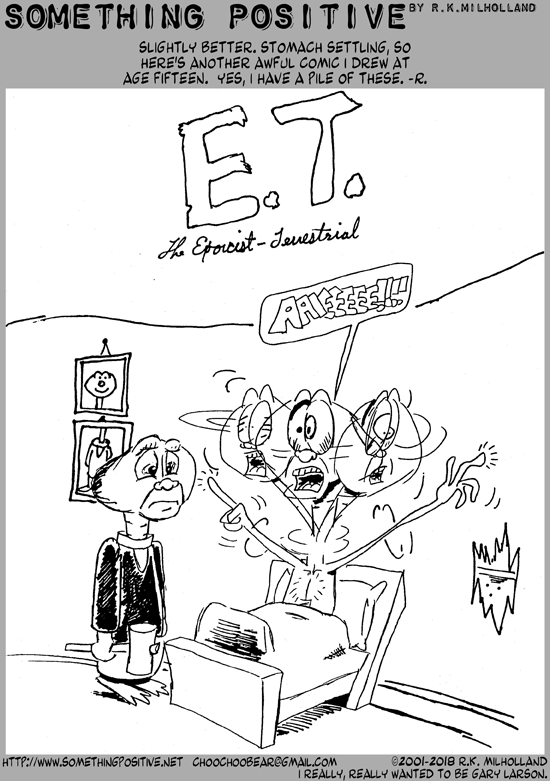 SOMETHING POSITIVE BY R.K.MILHOLLAND
SLIGHTLY BETTER. STOMACH SETTLING, SO
HERE'S ANOTHER AWFUL COMIC I DREW AT
AGE FIFTEEN. YES, I HAVE A PILE OF THESE. -R.
E.T.
The Exorcist-Terrestrial
AAIEEEEE!!!
HTTP://WWW.SOMETHINGPOSITIVE.NET CHOOCHOOBEAR@GMAIL.COM ©2001-2018 R.K. MILHOLLAND
I REALLY, REALLY WANTED TO BE GARY LARSON